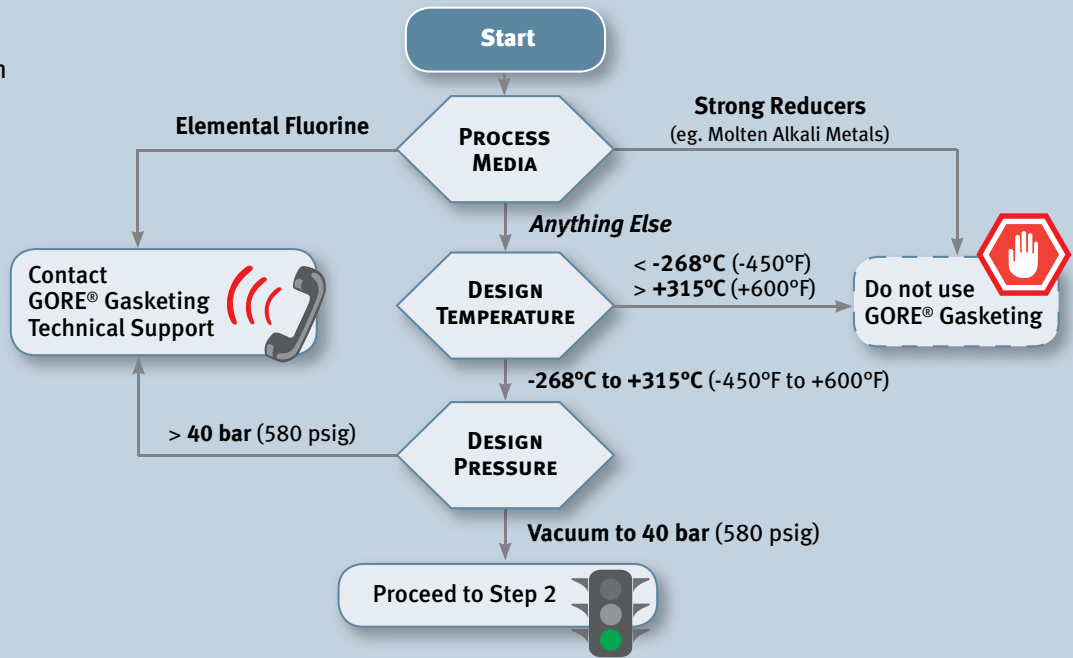 Start
Elemental Fluorine
Strong Reducers
(eg. Molten Alkali Metals)
PROCESS
MEDIA
Anything Else
Contact
GORE® Gasketing
Technical Support
DESIGN
TEMPERATURE
< -268°C (-450°F)
> +315°C (+600°F)
Do not use
GORE® Gasketing
-268°C to +315°C (-450°F to +600°F)
> 40 bar (580 psig)
DESIGN
PRESSURE
Vacuum to 40 bar (580 psig)
Proceed to Step 2